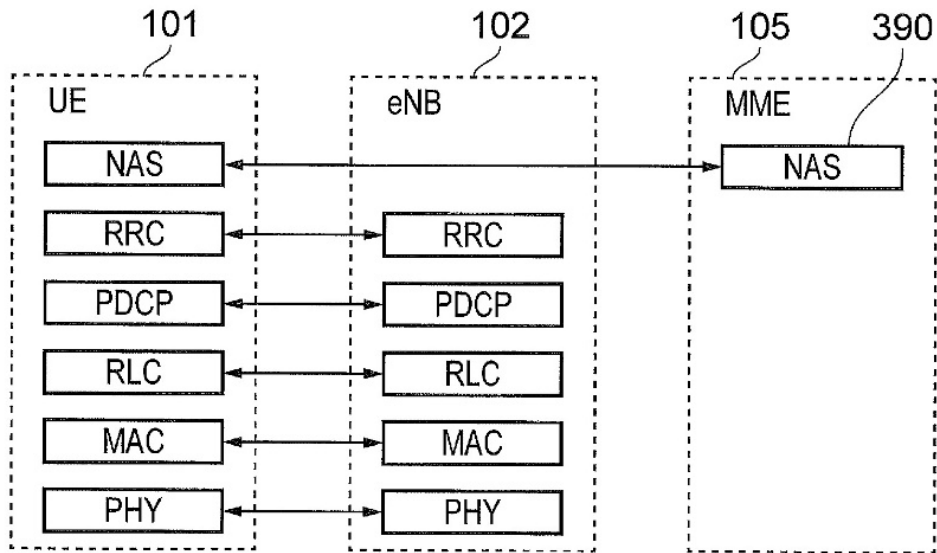 101 102 105 390
UE eNB MME
NAS NAS
RRC RRC
PDCP PDCP
RLC RLC
MAC MAC
PHY PHY